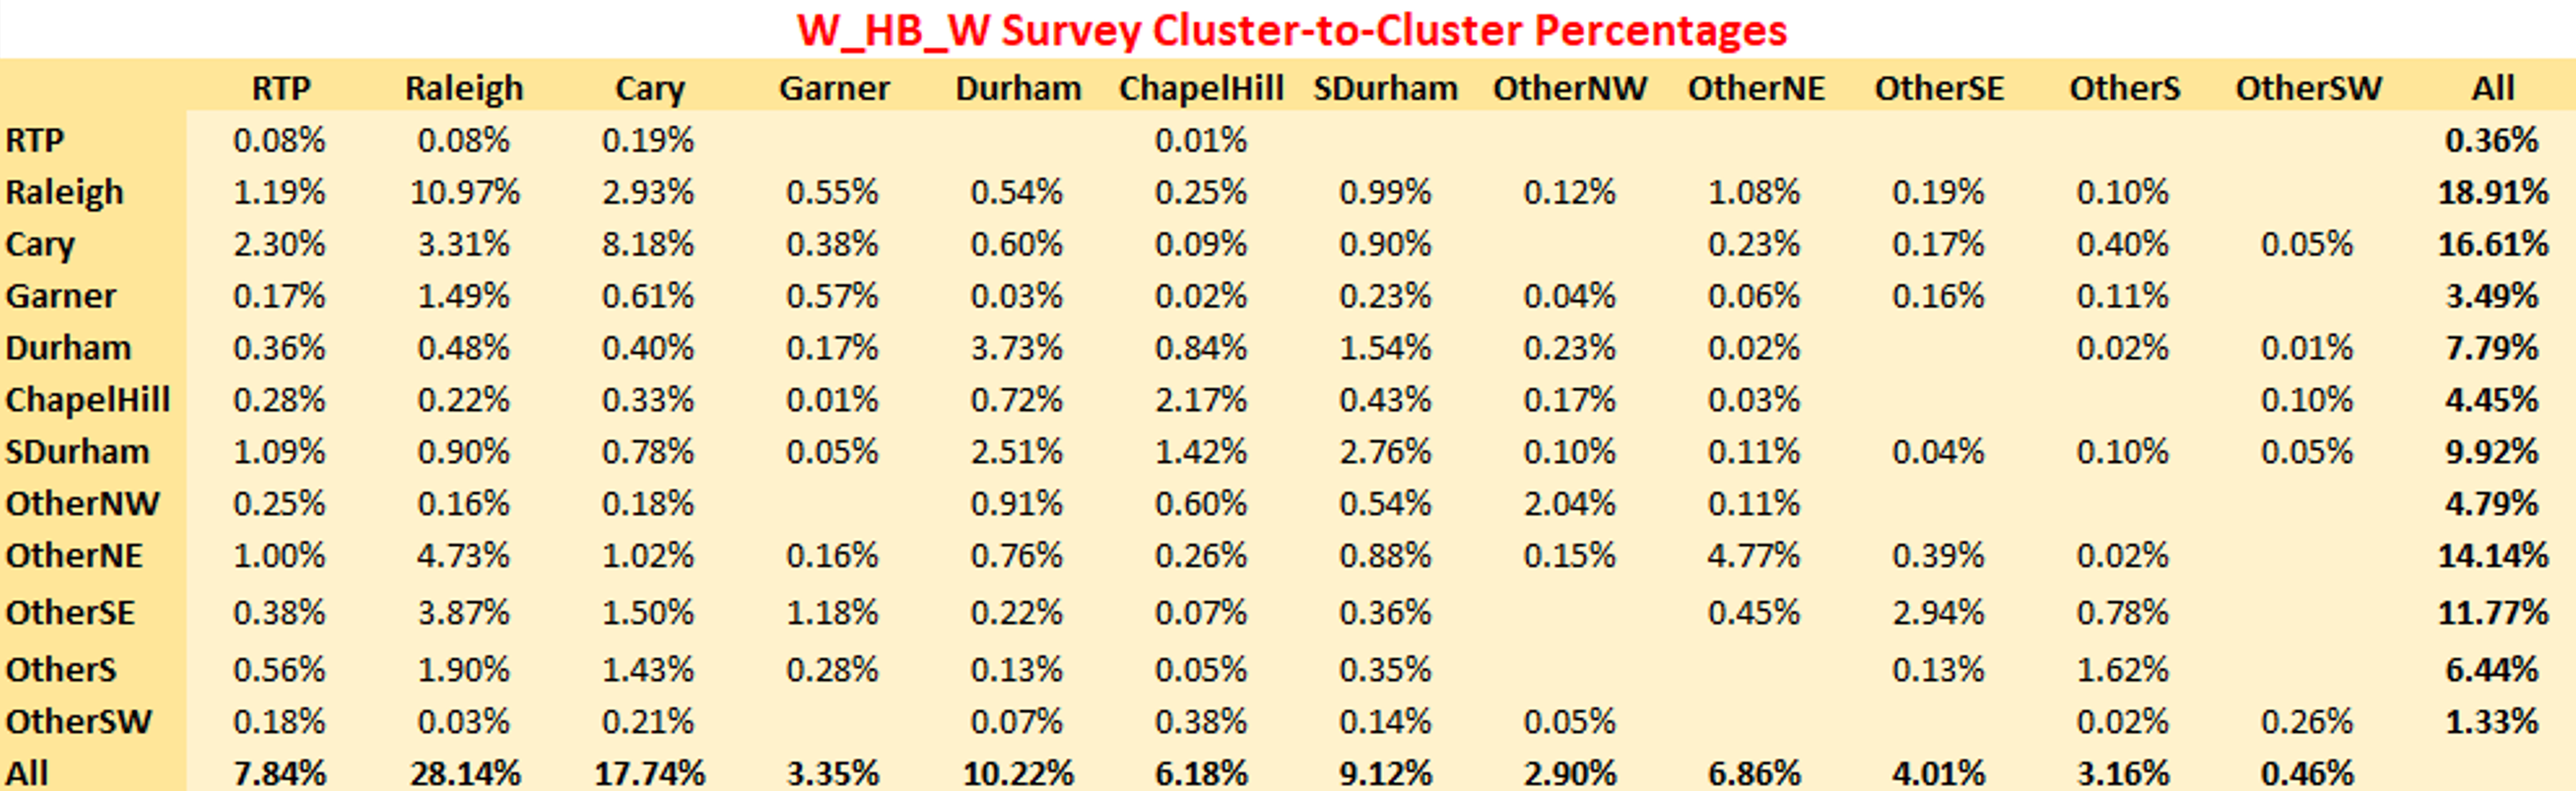 W_HB_W Survey Cluster-to-Cluster Percentages
RTP Raleigh Cary Garner Durham ChapelHill SDurham OtherNW OtherNE OtherSE OtherS OtherSW All
RTP 0.08% 0.08% 0.19% 0.01% 0.36%
Raleigh 1.19% 10.97% 2.93% 0.55% 0.54% 0.25% 0.99% 0.12% 1.08% 0.19% 0.10% 18.91%
Cary 2.30% 3.31% 8.18% 0.38% 0.60% 0.09% 0.90% 0.23% 0.17% 0.40% 0.05% 16.61%
Garner 0.17% 1.49% 0.61% 0.57% 0.03% 0.02% 0.23% 0.04% 0.06% 0.16% 0.11% 3.49%
Durham 0.36% 0.48% 0.40% 0.17% 3.73% 0.84% 1.54% 0.23% 0.02% 0.02% 0.01% 7.79%
ChapelHill 0.28% 0.22% 0.33% 0.01% 0.72% 2.17% 0.43% 0.17% 0.03% 0.10% 4.45%
SDurham 1.09% 0.90% 0.78% 0.05% 2.51% 1.42% 2.76% 0.10% 0.11% 0.04% 0.10% 0.05% 9.92%
OtherNW 0.25% 0.16% 0.18% 0.91% 0.60% 0.54% 2.04% 0.11% 4.79%
OtherNE 1.00% 4.73% 1.02% 0.16% 0.76% 0.26% 0.88% 0.15% 4.77% 0.39% 0.02% 14.14%
OtherSE 0.38% 3.87% 1.50% 1.18% 0.22% 0.07% 0.36% 0.45% 2.94% 0.78% 11.77%
OtherS 0.56% 1.90% 1.43% 0.28% 0.13% 0.05% 0.35% 0.13% 1.62% 6.44%
OtherSW 0.18% 0.03% 0.21% 0.07% 0.38% 0.14% 0.05% 0.02% 0.26% 1.33%
All 7.84% 28.14% 17.74% 3.35% 10.22% 6.18% 9.12% 2.90% 6.86% 4.01% 3.16% 0.46%